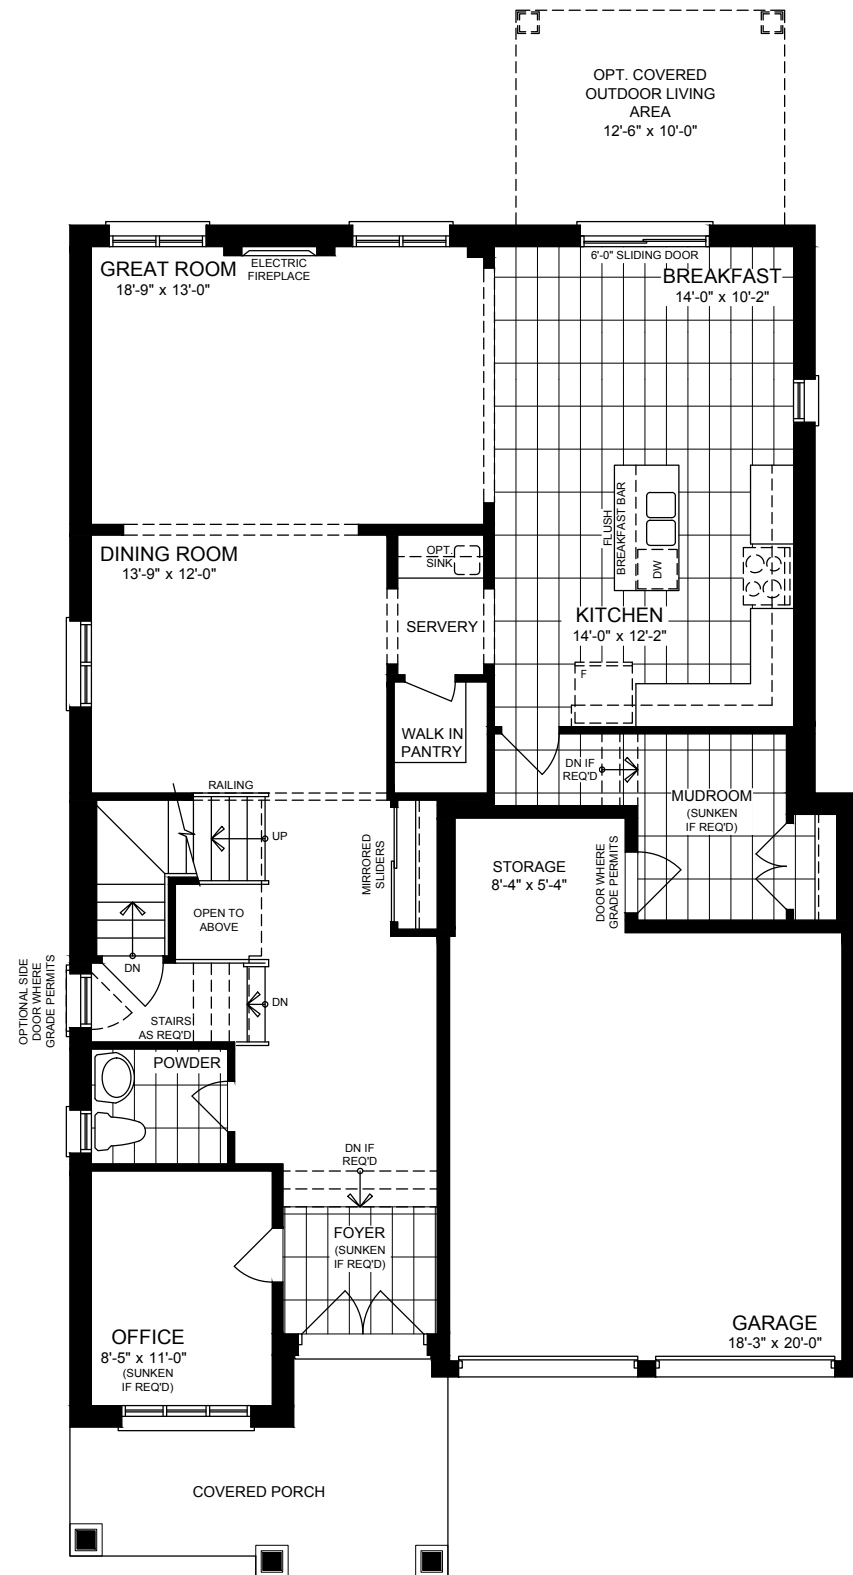 OPT. COVERED
OUTDOOR LIVING
AREA
12'-6" x 10'-0"
GREAT ROOM
18'-9" x 13'-0"
ELECTRIC
FIREPLACE
6'-0" SLIDING DOOR
BREAKFAST
14'-0" x 10'-2"
FLUSH
BREAKFAST BAR
DW
DINING ROOM
13'-9" x 12'-0"
OPT.
SINK
SERVERY
KITCHEN
14'-0" x 12'-2"
F
WALK IN
PANTRY
DN IF
REQ'D
MUDROOM
(SUNKEN
IF REQ'D)
RAILING
UP
MIRRORED
SLIDERS
STORAGE
8'-4" x 5'-4"
DOOR WHERE
GRADE PERMITS
OPEN TO
ABOVE
DN
OPTIONAL SIDE
DOOR WHERE
GRADE PERMITS
DN
STAIRS
AS REQ'D
POWDER
DN IF
REQ'D
FOYER
(SUNKEN
IF REQ'D)
OFFICE
8'-5" x 11'-0"
(SUNKEN
IF REQ'D)
GARAGE
18'-3" x 20'-0"
COVERED PORCH